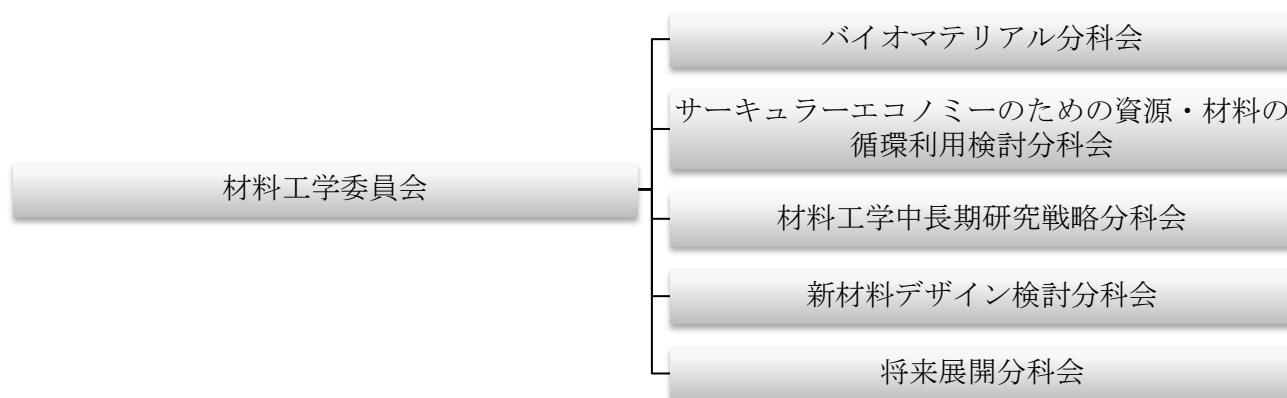 材料工学委員会
バイオマテリアル分科会
サーキュラーエコノミーのための資源・材料の
循環利用検討分科会
材料工学中長期研究戦略分科会
新材料デザイン検討分科会
将来展開分科会